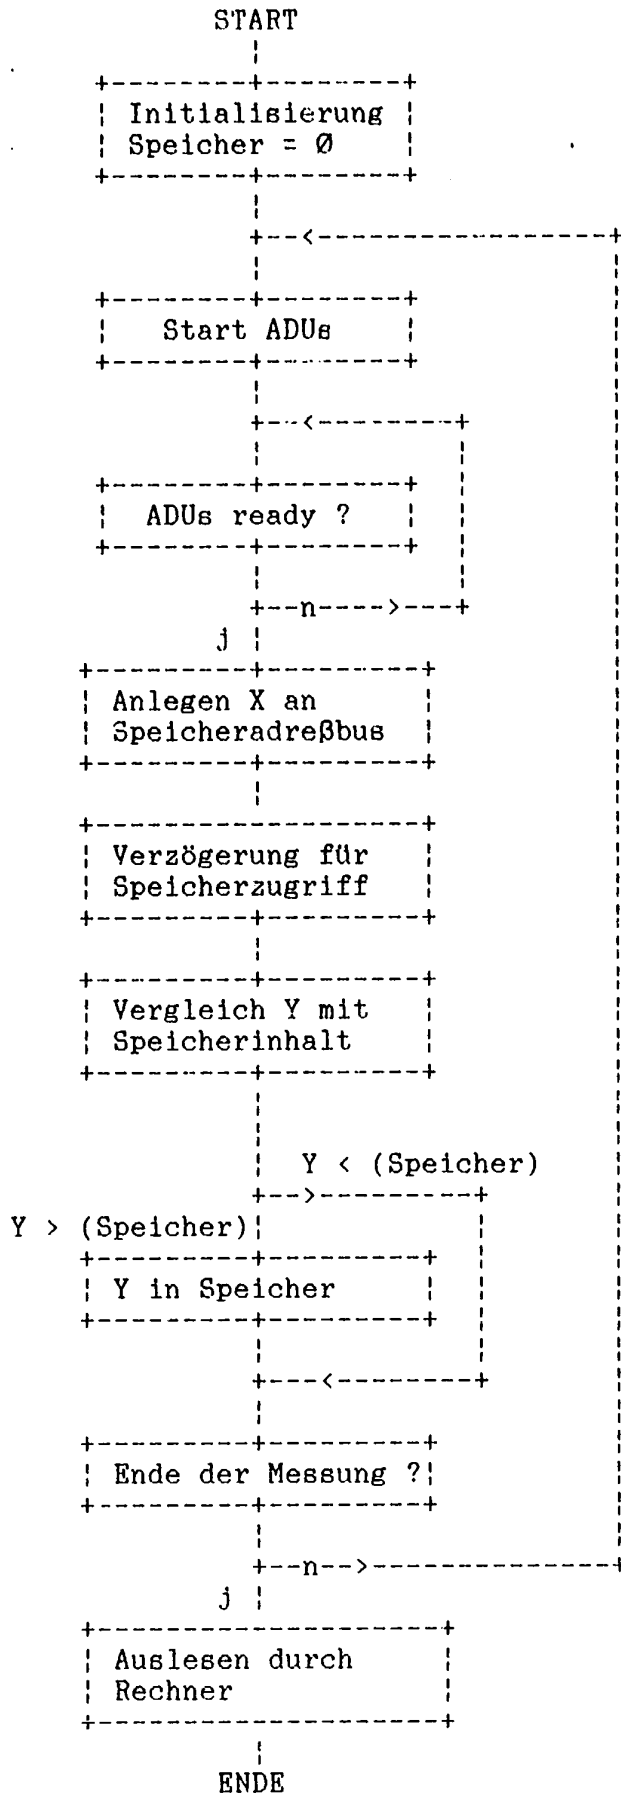 START
Initialisierung
Speicher = Ø
Start ADUs
ADUs ready ?
n
j
Anlegen X an
Speicheradreßbus
Verzögerung für
Speicherzugriff
Vergleich Y mit
Speicherinhalt
Y < (Speicher)
Y > (Speicher)
Y in Speicher
Ende der Messung ?
n
j
Auslesen durch
Rechner
ENDE